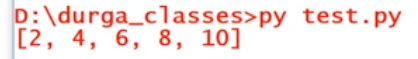 D:\durga_classes>py test.py
[2, 4, 6, 8, 10]